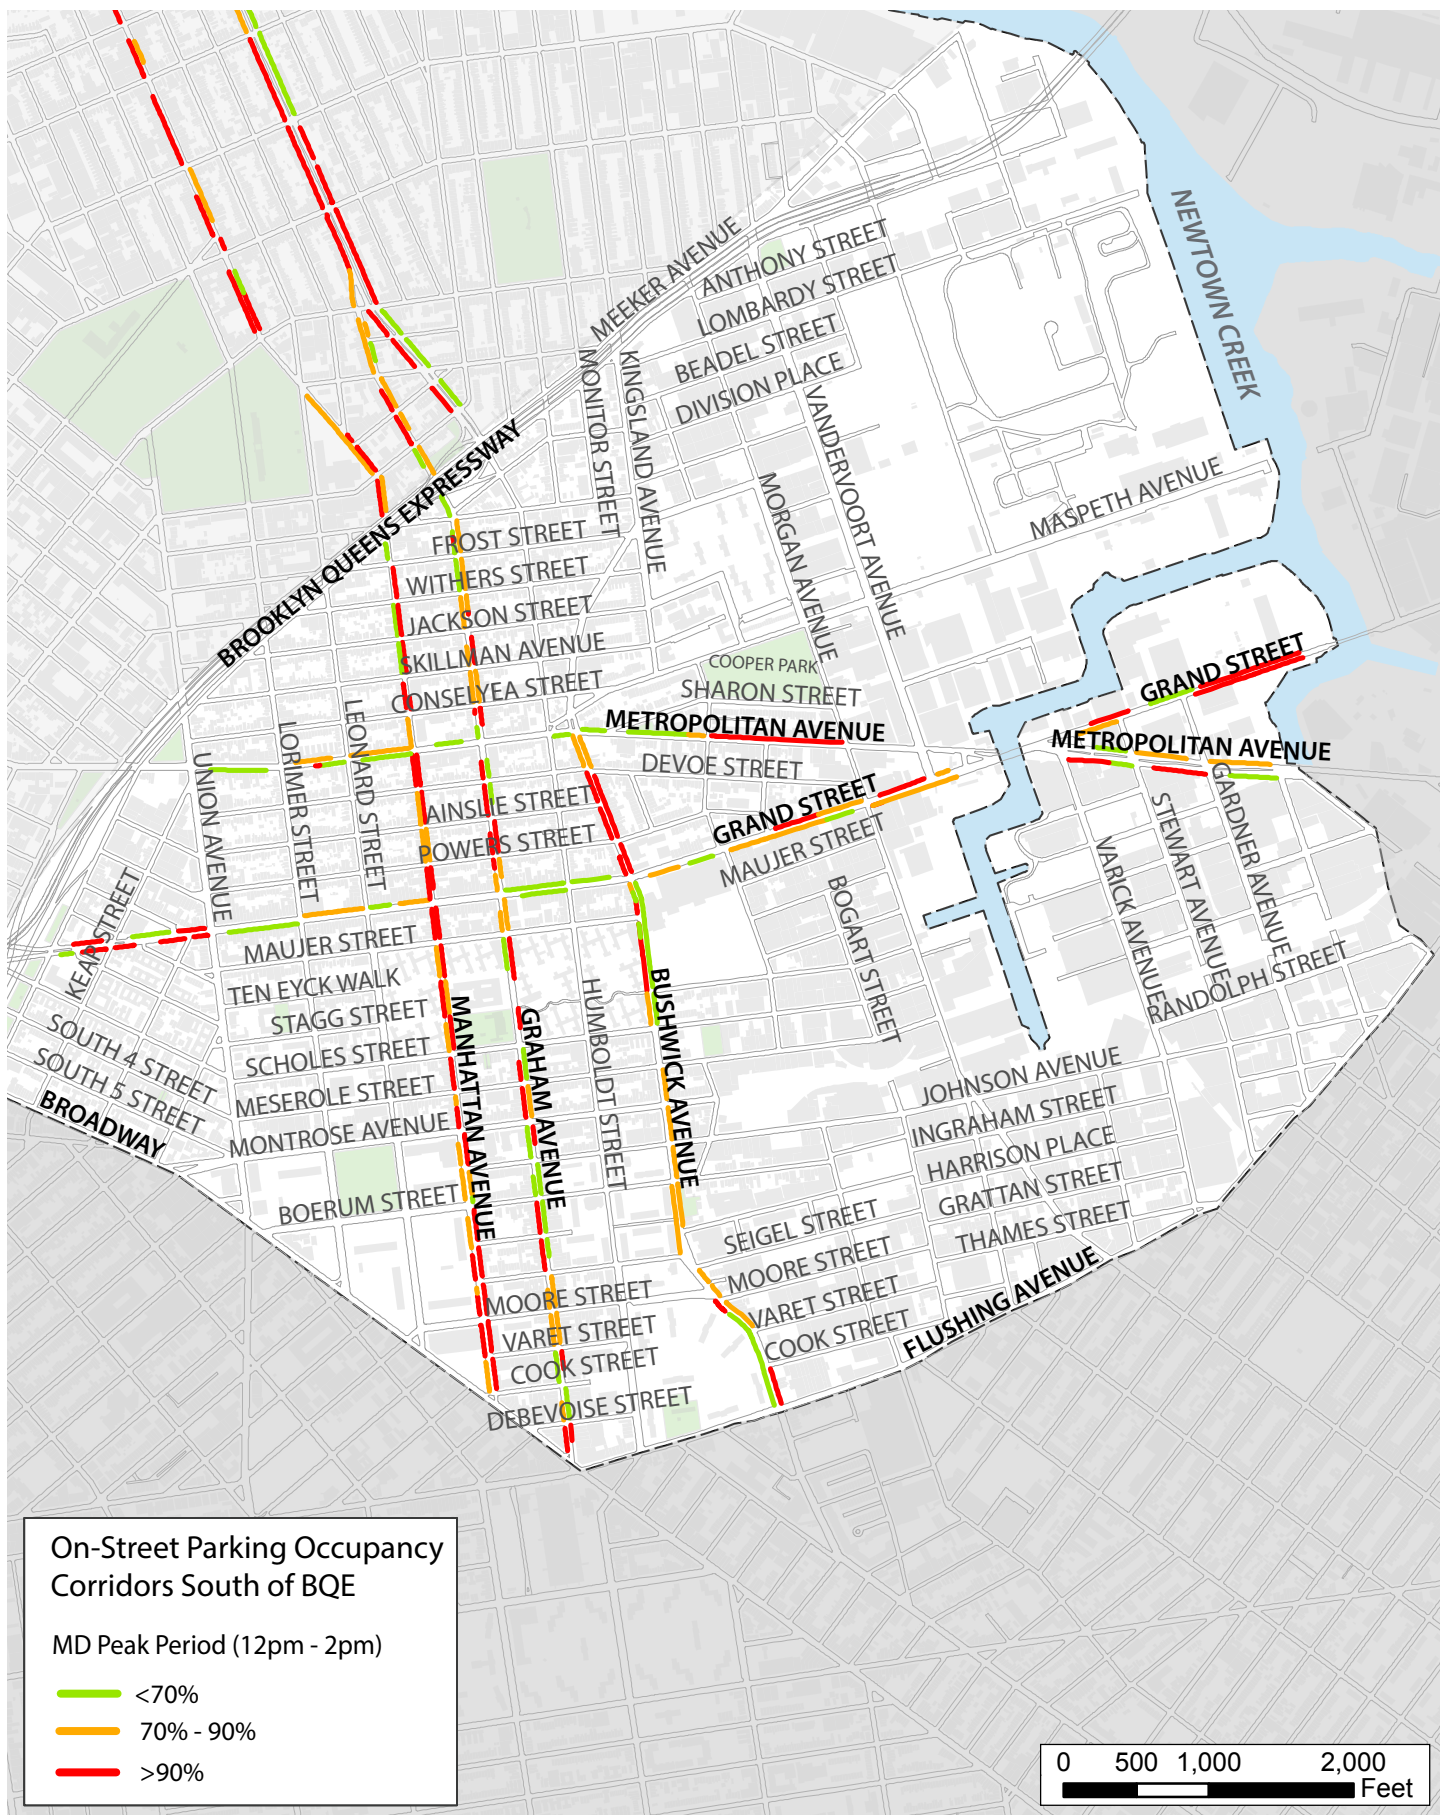 NEWTOWN CREEK
MEEKER AVENUE
ANTHONY STREET
LOMBARDY STREET
BEADEL STREET
DIVISION PLACE
MONITOR STREET
KINGSLAND AVENUE
VANDERVOORT AVENUE
MORGAN AVENUE
MASPETH AVENUE
BROOKLYN QUEENS EXPRESSWAY
FROST STREET
WITHERS STREET
JACKSON STREET
SKILLMAN AVENUE
CONSELYEA STREET
COOPER PARK
SHARON STREET
GRAND STREET
METROPOLITAN AVENUE
METROPOLITAN AVENUE
DEVOE STREET
UNION AVENUE
LORIMER STREET
LEONARD STREET
AINSLIE STREET
POWERS STREET
GRAND STREET
MAUJER STREET
GARDNER AVENUE
STEWART AVENUE
VARICK AVENUE
BOGART STREET
RANDOLPH STREET
KEAP STREET
MAUJER STREET
TEN EYCK WALK
STAGG STREET
SCHOLES STREET
MESEROLE STREET
MONTROSE AVENUE
BOERUM STREET
SOUTH 4 STREET
SOUTH 5 STREET
BROADWAY
MANHATTAN AVENUE
GRAHAM AVENUE
HUMBOLDT STREET
BUSHWICK AVENUE
JOHNSON AVENUE
INGRAHAM STREET
HARRISON PLACE
GRATTAN STREET
THAMES STREET
SEIGEL STREET
MOORE STREET
VARET STREET
COOK STREET
FLUSHING AVENUE
MOORE STREET
VARET STREET
COOK STREET
DEBEVOISE STREET
On-Street Parking Occupancy
Corridors South of BQE
MD Peak Period (12pm - 2pm)
<70%
70% - 90%
>90%
0 500 1,000 2,000
Feet